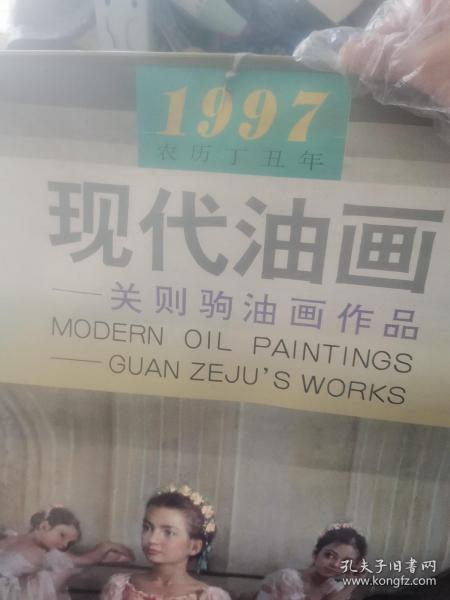 1997
农历丁丑年
现代油画
——关则驹油画作品
MODERN OIL PAINTINGS
——GUAN ZEJU'S WORKS
孔夫子旧书网
www.kongfz.com